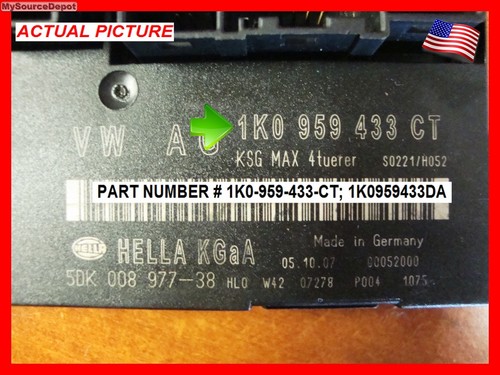 MySourceDepot
ACTUAL PICTURE
1K0 959 433 CT
VW AG
KSG MAX 4tuerer S0221/H052
PART NUMBER # 1K0-959-433-CT; 1K0959433DA
HELLA
HELLA KGaA Made in Germany
05.10.07 00052000
5DK 008 977-38 HL0 W42 07278 P004 1075